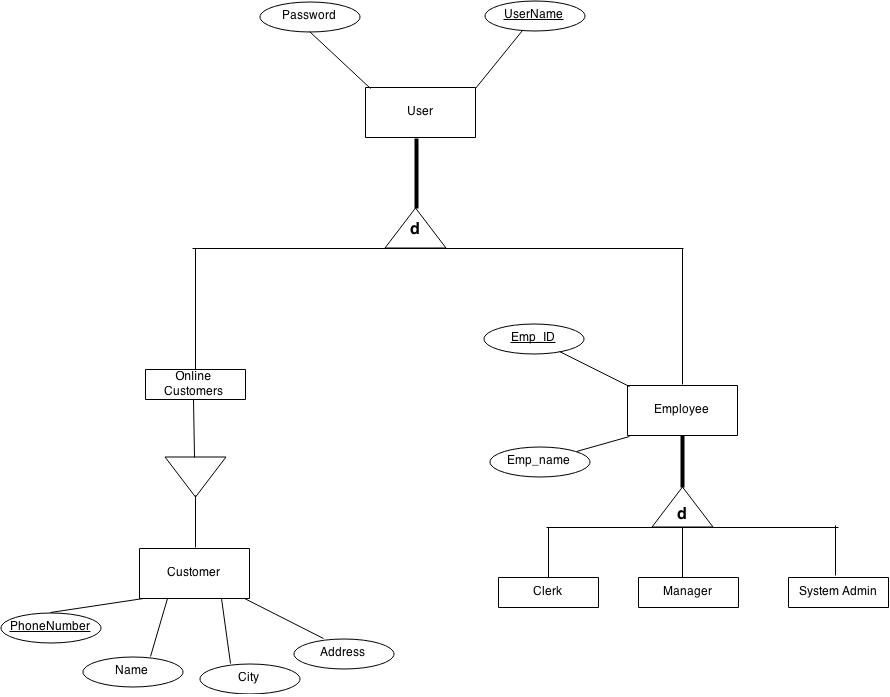 Password
UserName
User
d
Emp_ID
Online
Customers
Employee
Emp_name
d
Customer
Clerk
Manager
System Admin
PhoneNumber
Name
City
Address